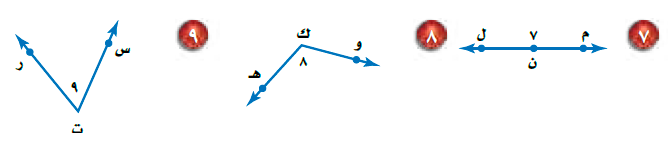 ٧ م ٧ ن ل
٨ و ك ٨ هـ
٩ س ٩ ت ر